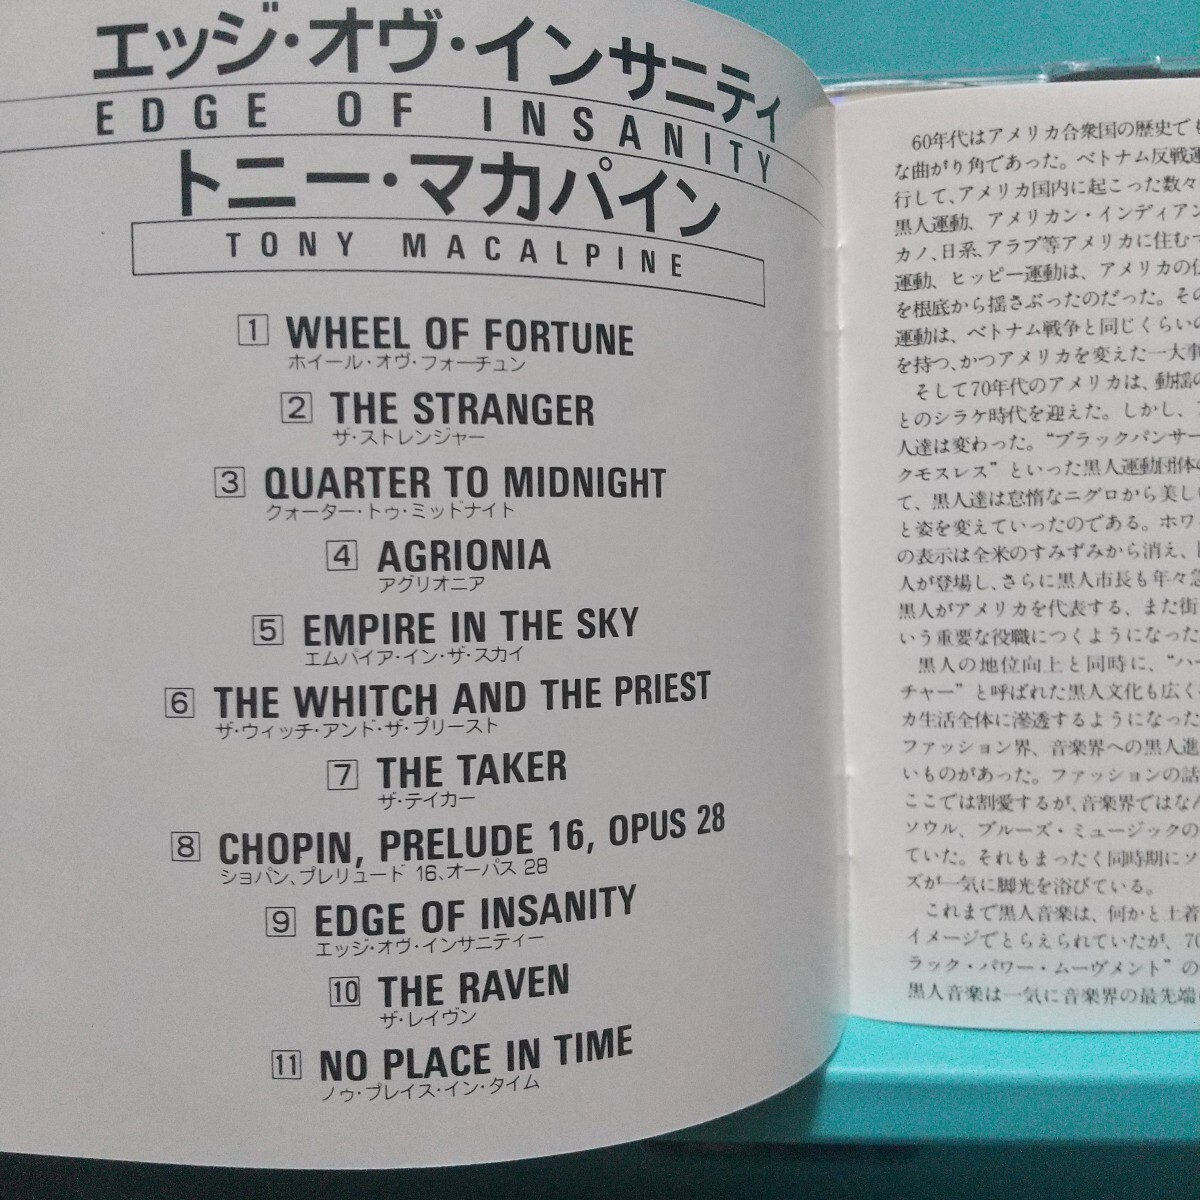 エッジ・オヴ・インサニティ
EDGE OF INSANITY
トニー・マカパイン
TONY MACALPINE
1 WHEEL OF FORTUNE
ホイール・オヴ・フォーチュン
2 THE STRANGER
ザ・ストレンジャー
3 QUARTER TO MIDNIGHT
クォーター・トゥ・ミッドナイト
4 AGRIONIA
アグリオニア
5 EMPIRE IN THE SKY
エムパイア・イン・ザ・スカイ
6 THE WHITCH AND THE PRIEST
ザ・ウィッチ・アンド・ザ・プリースト
7 THE TAKER
ザ・テイカー
8 CHOPIN, PRELUDE 16, OPUS 28
ショパン、プレリュード 16、オーパス 28
9 EDGE OF INSANITY
エッジ・オヴ・インサニティー
10 THE RAVEN
ザ・レイヴン
11 NO PLACE IN TIME
ノゥ・プレイス・イン・タイム
60年代はアメリカ合衆国の歴史でも
な曲がり角であった。ベトナム反戦運
行して、アメリカ国内に起こった数々
黒人運動、アメリカン・インディアン
カノ、日系、アラブ等アメリカに住む
運動、ヒッピー運動は、アメリカの
を根底から揺さぶったのだった。その
運動は、ベトナム戦争と同じくらい
を持つ、かつアメリカを変えた一大事
そして70年代のアメリカは、動揺の
とのシラケ時代を迎えた。しかし、
人達は変わった。“ブラックパンサー
クモスレス”といった黒人運動団体の
て、黒人達は怠惰なニグロから美し
と姿を変えていったのである。ホワ
の表示は全米のすみずみから消え、
人が登場し、さらに黒人市長も年々急
黒人がアメリカを代表する、また街
いう重要な役職につくようになった
黒人の地位向上と同時に、“ハー
チャー”と呼ばれた黒人文化も広く
カ生活全体に滲透するようになった
ファッション界、音楽界への黒人進
いものがあった。ファッションの話
ここでは割愛するが、音楽界ではなん
ソウル、ブルーズ・ミュージックの
ていた。それもまったく同時期にソ
ズが一気に脚光を浴びている。
これまで黒人音楽は、何かと土着
イメージでとらえられていたが、70
ラック・パワー・ムーヴメント”の
黒人音楽は一気に音楽界の最先端